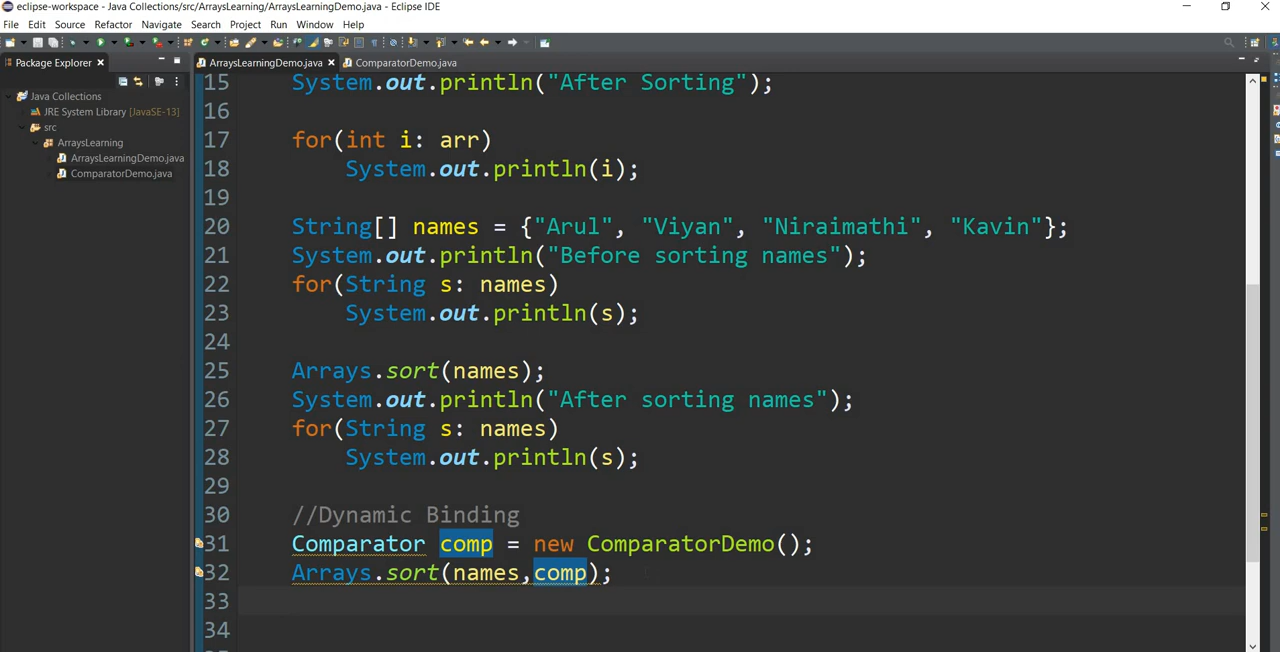 eclipse-workspace - Java Collections/src/ArraysLearning/ArraysLearningDemo.java - Eclipse IDE
File Edit Source Refactor Navigate Search Project Run Window Help
Package Explorer
ArraysLearningDemo.java ComparatorDemo.java
Java Collections
JRE System Library [JavaSE-13]
src
ArraysLearning
ArraysLearningDemo.java
ComparatorDemo.java
15 System.out.println("After Sorting");
16
17 for(int i: arr)
18 System.out.println(i);
19
20 String[] names = {"Arul", "Viyan", "Niraimathi", "Kavin"};
21 System.out.println("Before sorting names");
22 for(String s: names)
23 System.out.println(s);
24
25 Arrays.sort(names);
26 System.out.println("After sorting names");
27 for(String s: names)
28 System.out.println(s);
29
30 //Dynamic Binding
31 Comparator comp = new ComparatorDemo();
32 Arrays.sort(names,comp);
33
34